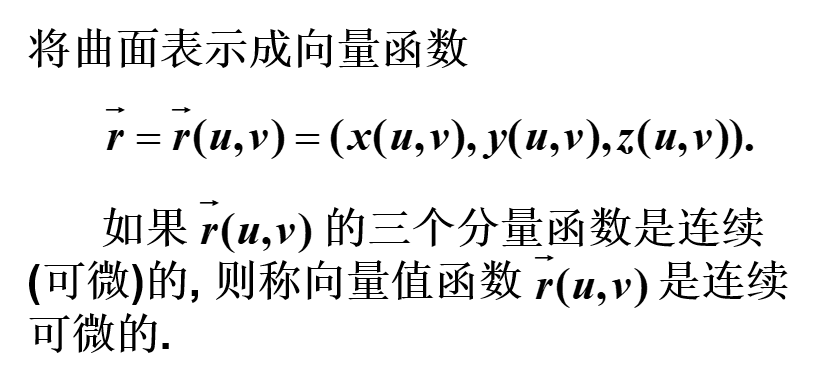 将曲面表示成向量函数
$\vec{r} = \vec{r}(u,v) = (x(u,v), y(u,v), z(u,v)).$
如果 $\vec{r}(u,v)$ 的三个分量函数是连续
(可微)的, 则称向量值函数 $\vec{r}(u,v)$ 是连续
可微的.